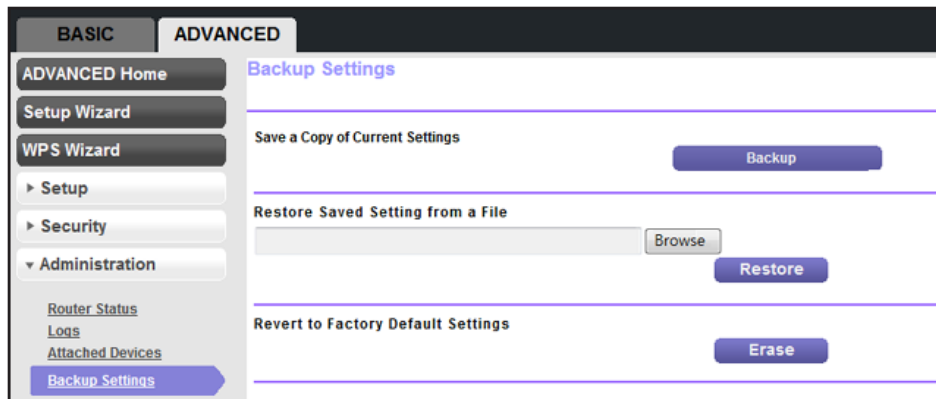 BASIC
ADVANCED
ADVANCED Home
Setup Wizard
WPS Wizard
Setup
Security
Administration
Router Status
Logs
Attached Devices
Backup Settings
Backup Settings
Save a Copy of Current Settings
Backup
Restore Saved Setting from a File
Browse
Restore
Revert to Factory Default Settings
Erase